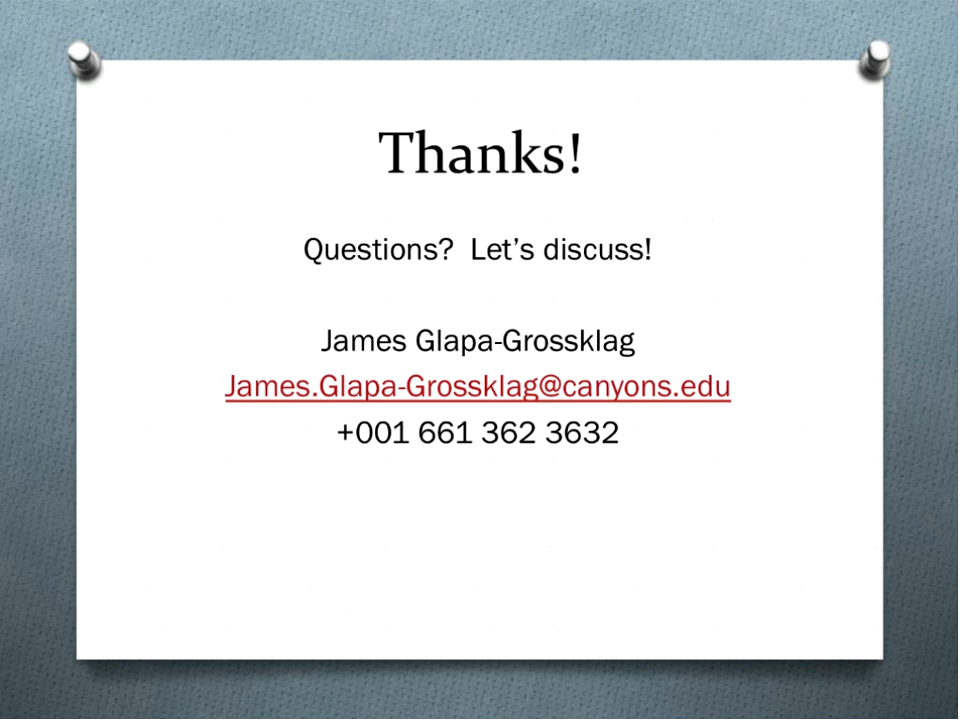 Thanks!
Questions?  Let’s discuss!
James Glapa-Grossklag
James.Glapa-Grossklag@canyons.edu
+001 661 362 3632